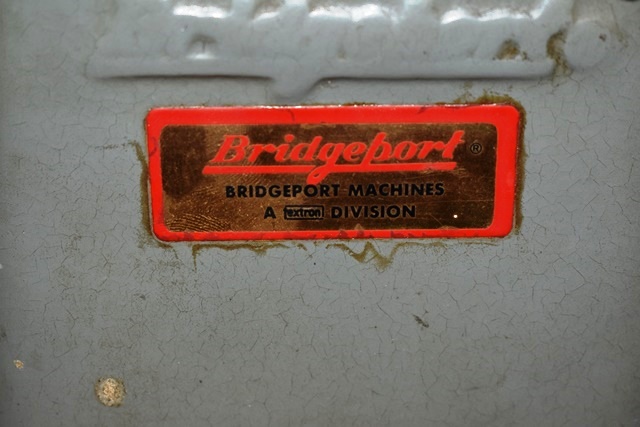 Bridgeport ®
BRIDGEPORT MACHINES
A textron DIVISION